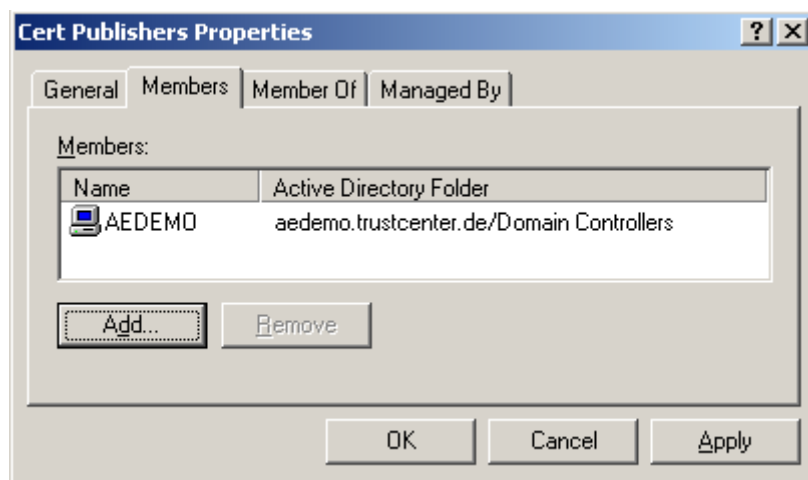 Cert Publishers Properties
General Members Member Of Managed By
Members:
Name Active Directory Folder
AEDEMO aedemo.trustcenter.de/Domain Controllers
Add... Remove
OK Cancel Apply